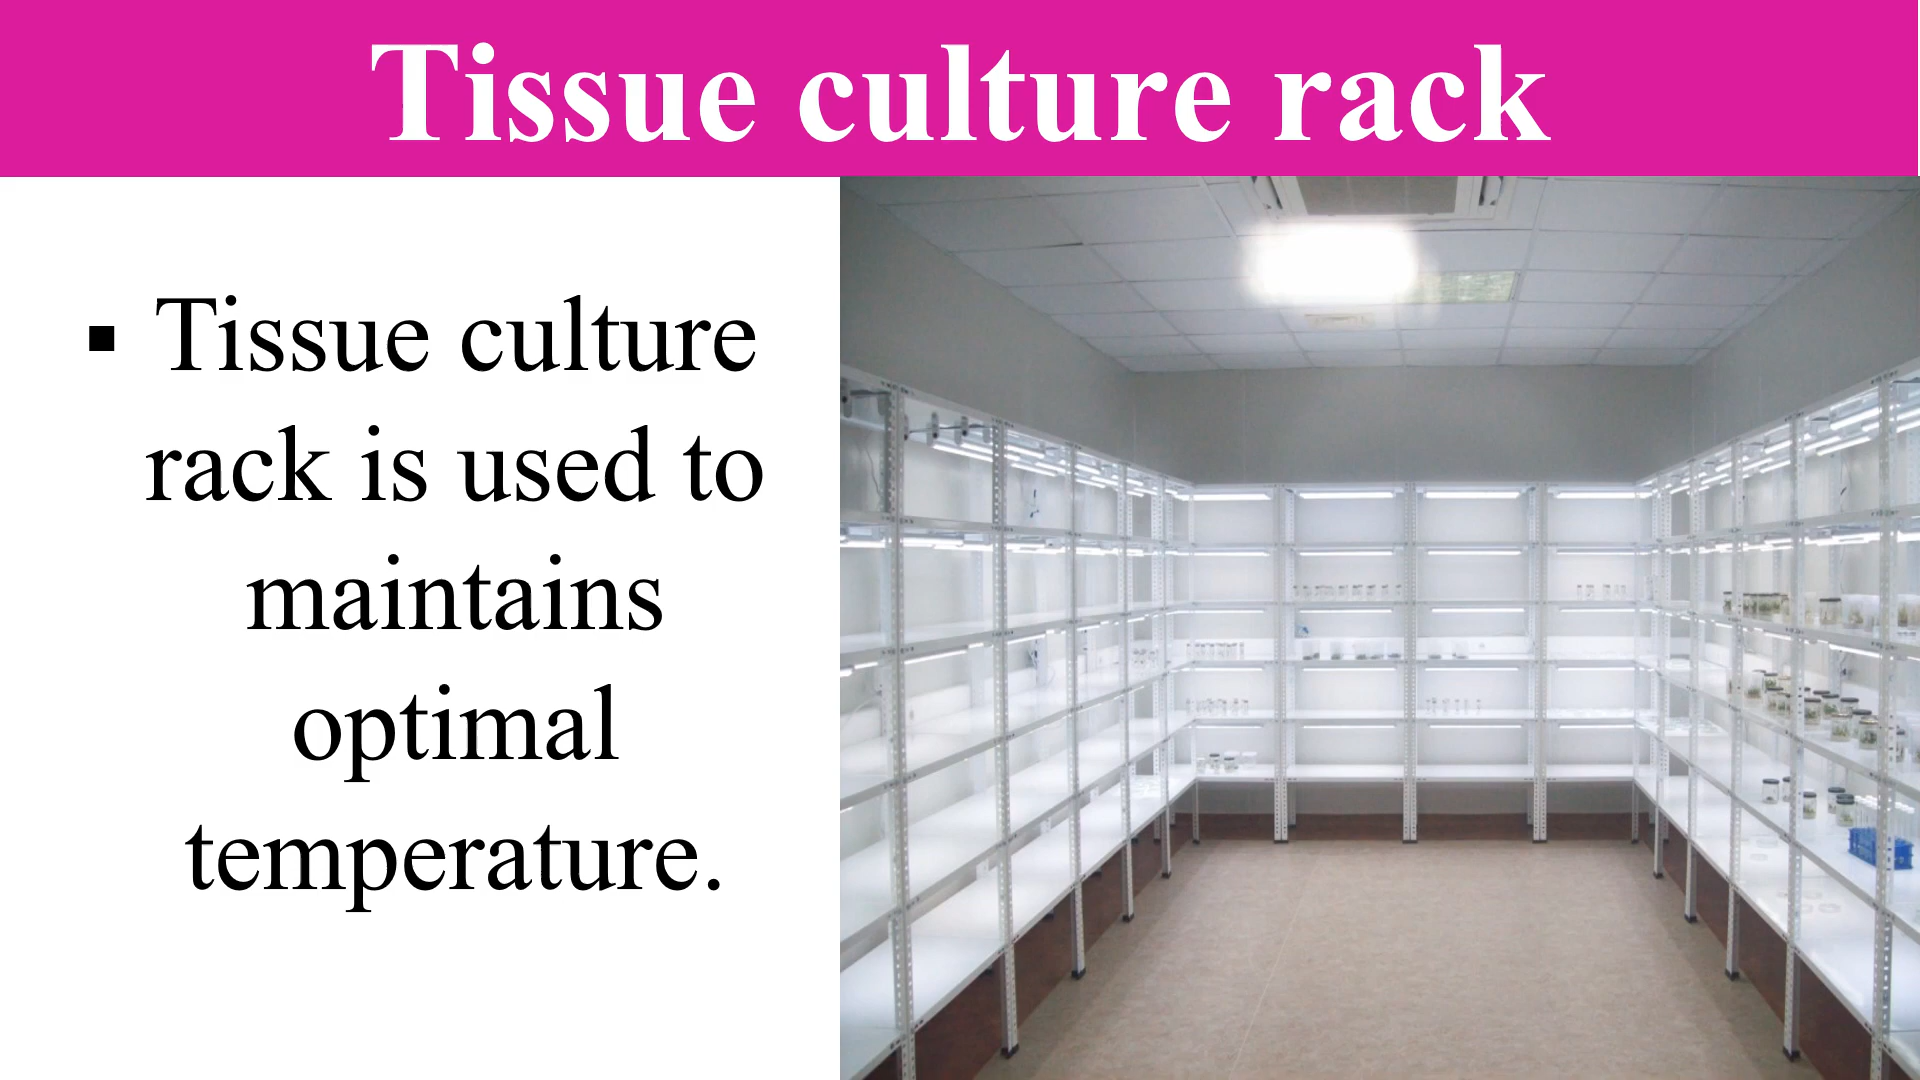 Tissue culture rack
▪ Tissue culture
rack is used to
maintains
optimal
temperature.